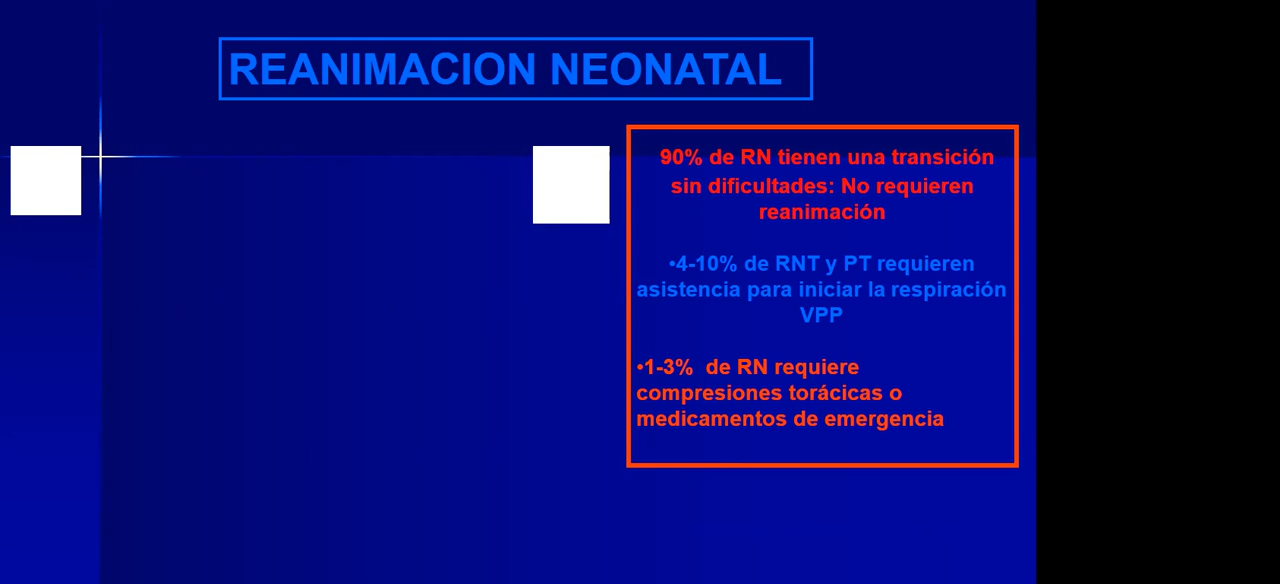 REANIMACION NEONATAL
90% de RN tienen una transición
sin dificultades: No requieren
reanimación
•4-10% de RNT y PT requieren
asistencia para iniciar la respiración
VPP
•1-3%  de RN requiere
compresiones torácicas o
medicamentos de emergencia